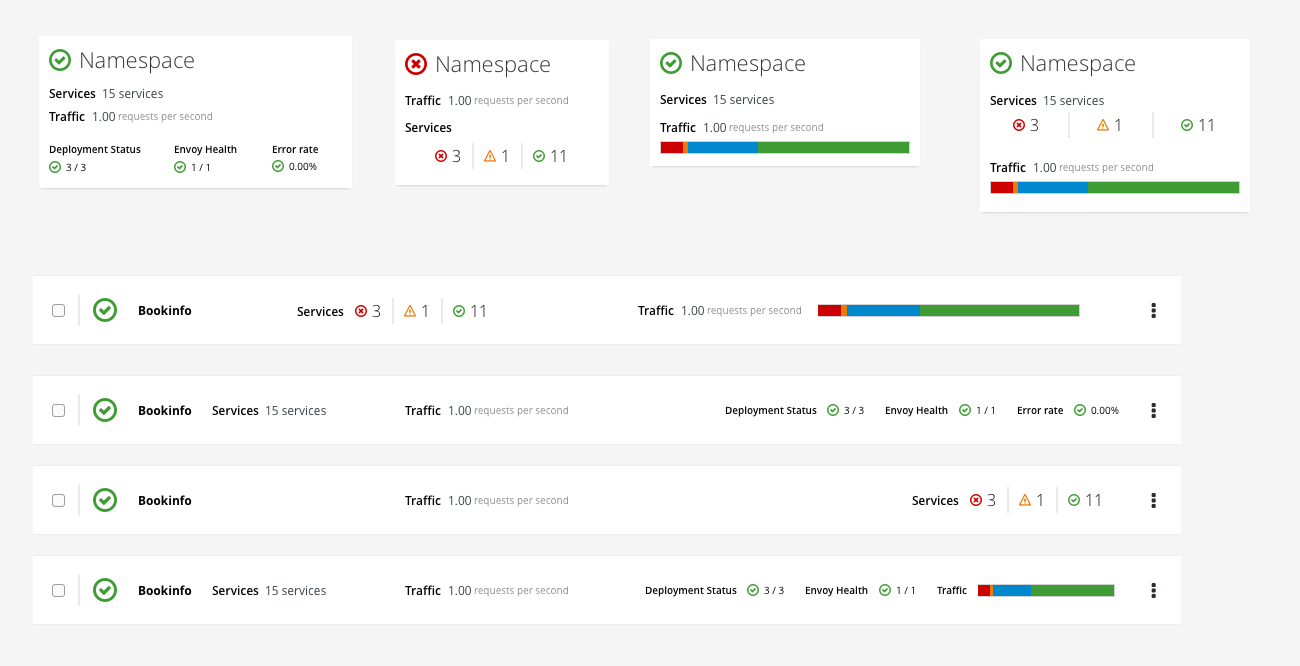 Namespace
Services 15 services
Traffic 1.00 requests per second
Deployment Status Envoy Health Error rate
3 / 3 1 / 1 0.00%
Namespace
Traffic 1.00 requests per second
Services
3 1 11
Namespace
Services 15 services
Traffic 1.00 requests per second
Namespace
Services 15 services
3 1 11
Traffic 1.00 requests per second
Bookinfo Services 3 1 11 Traffic 1.00 requests per second
Bookinfo Services 15 services Traffic 1.00 requests per second Deployment Status 3 / 3 Envoy Health 1 / 1 Error rate 0.00%
Bookinfo Traffic 1.00 requests per second Services 3 1 11
Bookinfo Services 15 services Traffic 1.00 requests per second Deployment Status 3 / 3 Envoy Health 1 / 1 Traffic